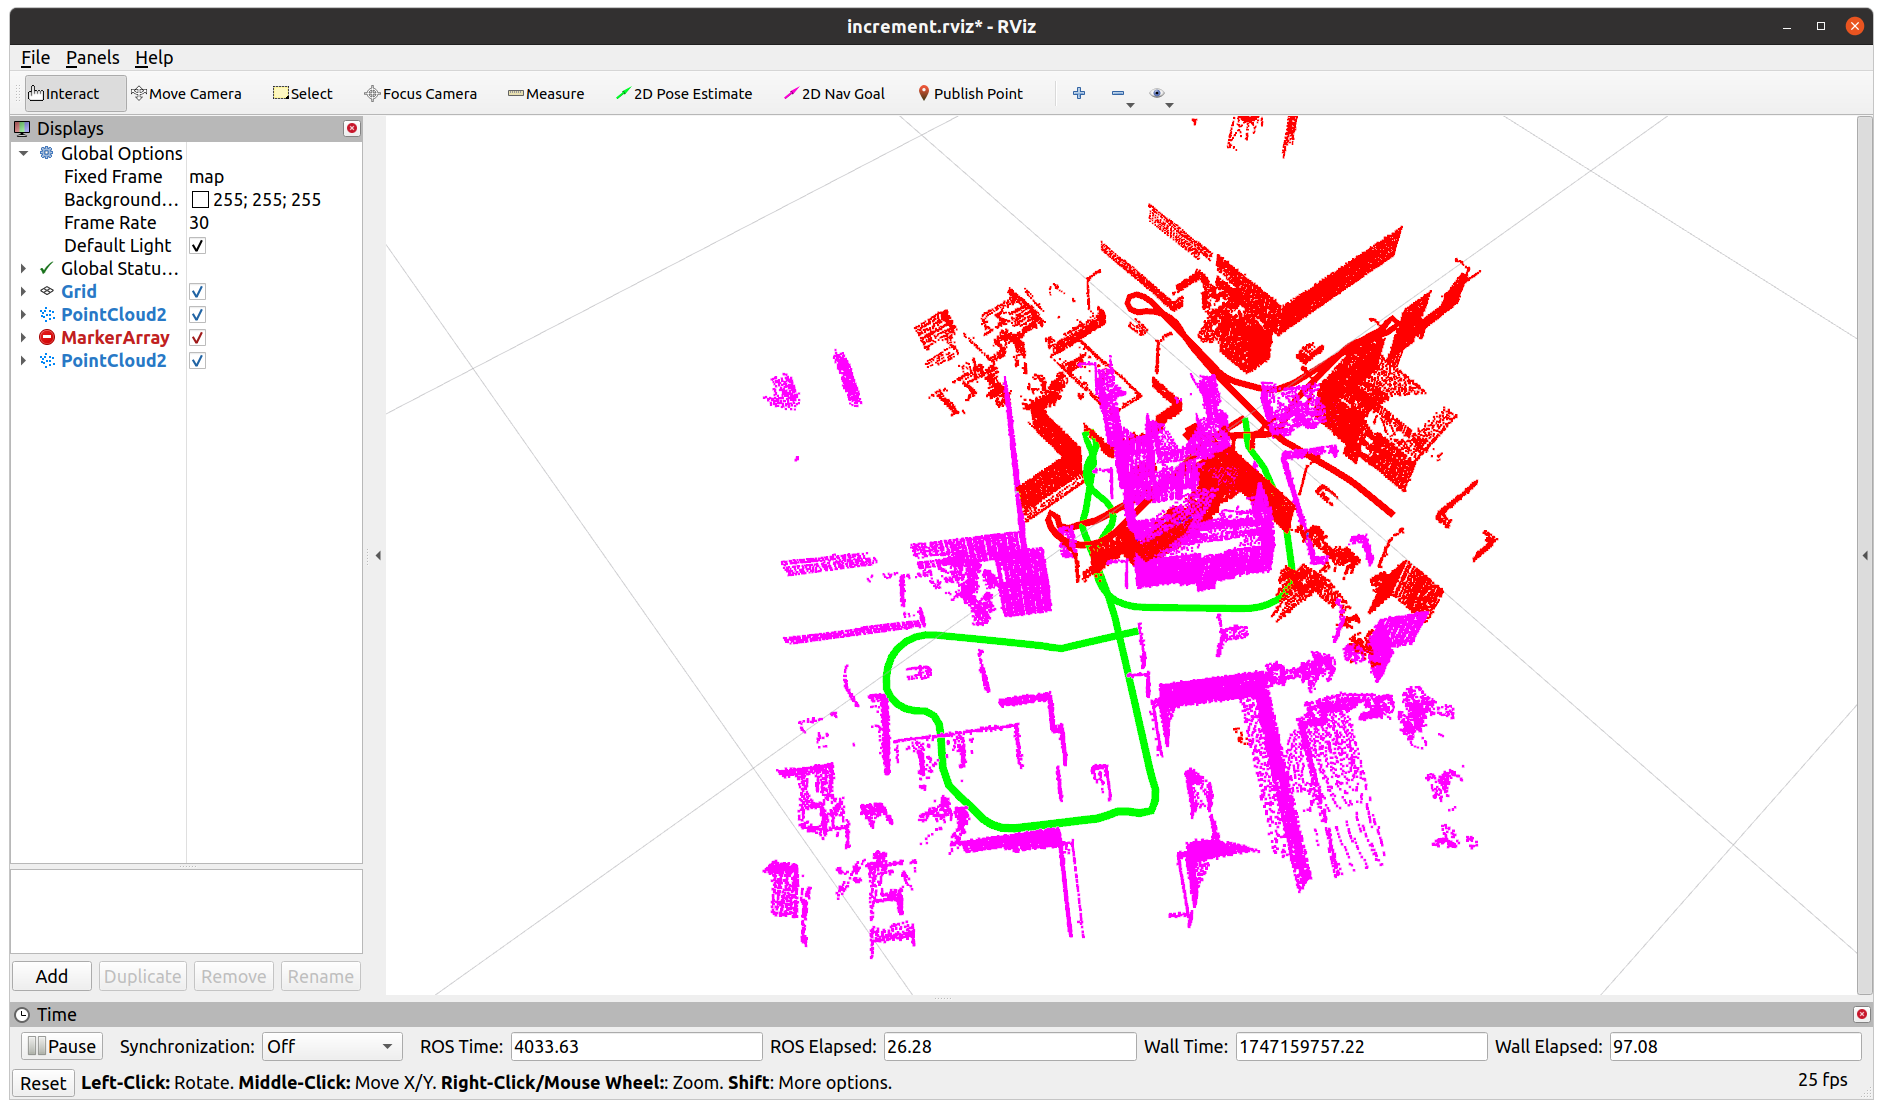 increment.rviz* - RViz
File Panels Help
Interact Move Camera Select Focus Camera Measure 2D Pose Estimate 2D Nav Goal Publish Point
Displays
Global Options
Fixed Frame map
Background... 255; 255; 255
Frame Rate 30
Default Light
Global Statu...
Grid
PointCloud2
MarkerArray
PointCloud2
Add Duplicate Remove Rename
Time
Pause Synchronization: Off ROS Time: 4033.63 ROS Elapsed: 26.28 Wall Time: 1747159757.22 Wall Elapsed: 97.08
Reset Left-Click: Rotate. Middle-Click: Move X/Y. Right-Click/Mouse Wheel:: Zoom. Shift: More options. 25 fps